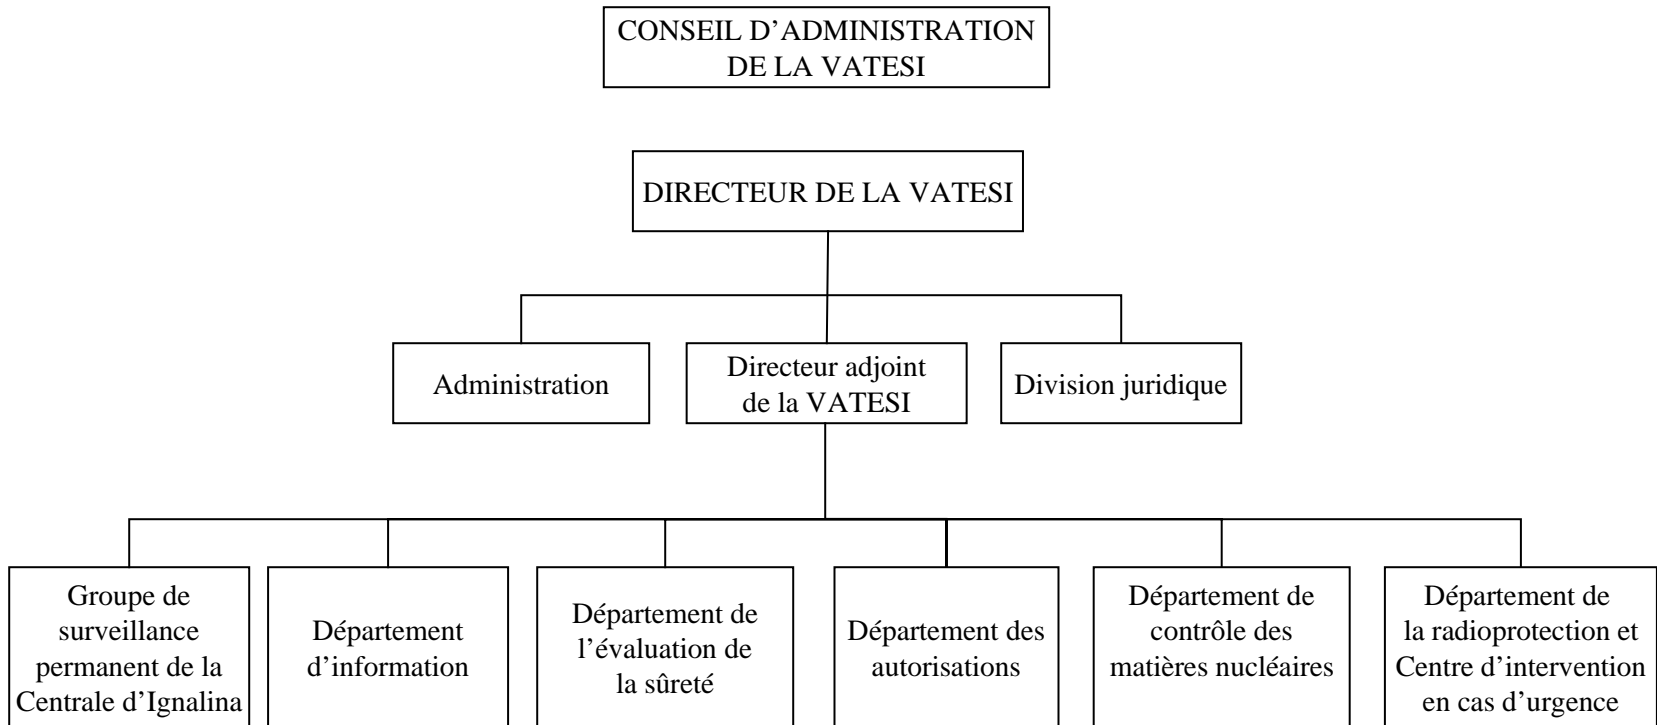 CONSEIL D’ADMINISTRATION
DE LA VATESI
DIRECTEUR DE LA VATESI
Administration
Directeur adjoint
de la VATESI
Division juridique
Groupe de
surveillance
permanent de la
Centrale d’Ignalina
Département
d’information
Département de
l’évaluation de
la sûreté
Département des
autorisations
Département de
contrôle des
matières nucléaires
Département de
la radioprotection et
Centre d’intervention
en cas d’urgence